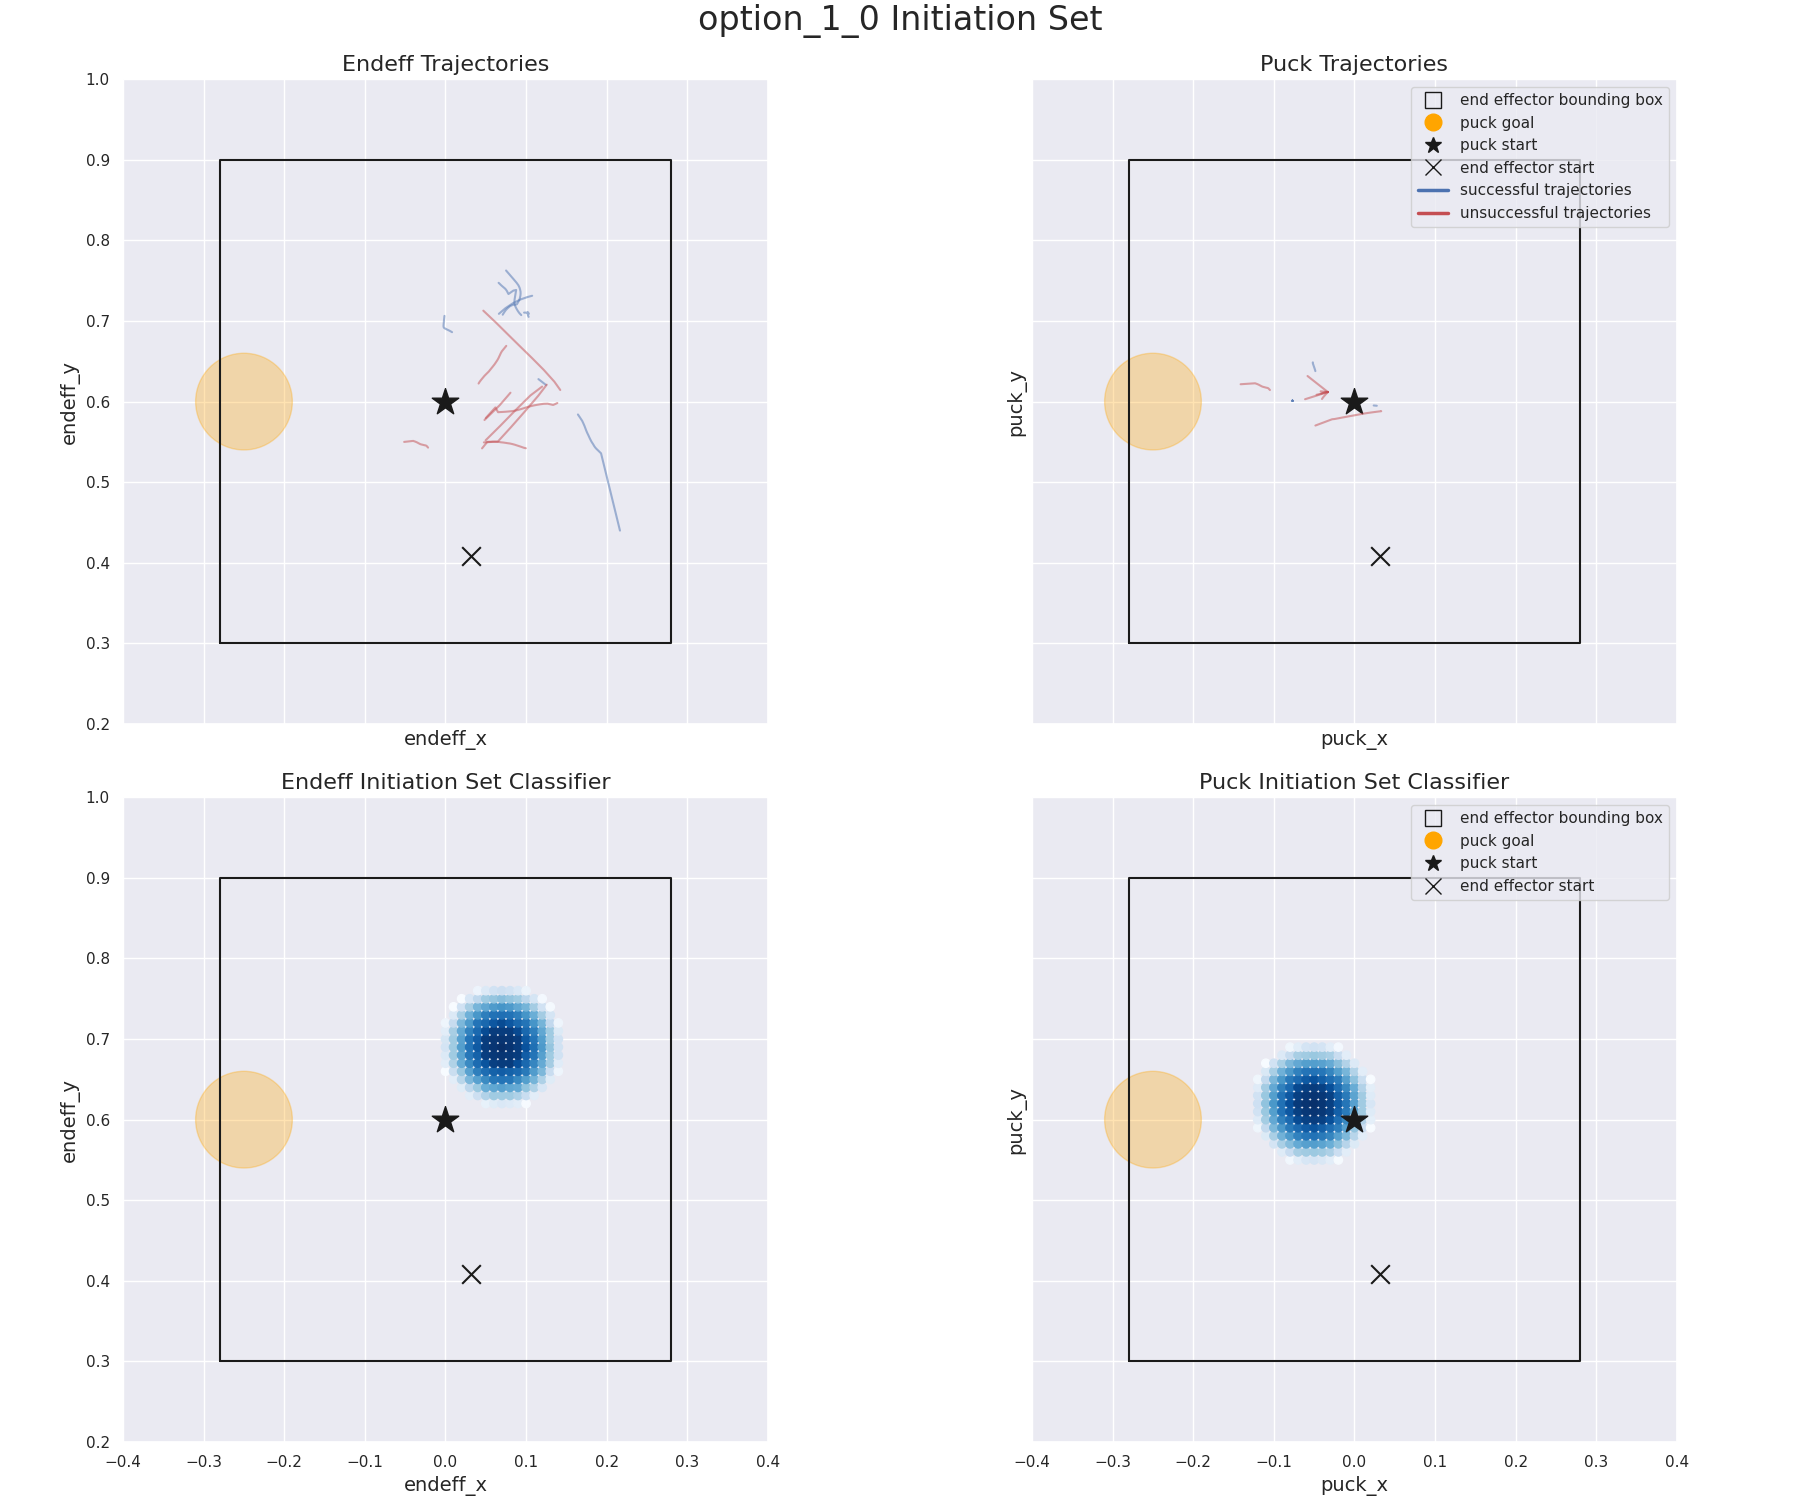 option_1_0 Initiation Set
Endeff Trajectories
1.0
0.9
0.8
0.7
0.6
0.5
0.4
0.3
0.2
endeff_y
endeff_x
Puck Trajectories
end effector bounding box
puck goal
puck start
end effector start
successful trajectories
unsuccessful trajectories
puck_y
puck_x
Endeff Initiation Set Classifier
1.0
0.9
0.8
0.7
0.6
0.5
0.4
0.3
0.2
endeff_y
−0.4 −0.3 −0.2 −0.1 0.0 0.1 0.2 0.3 0.4
endeff_x
Puck Initiation Set Classifier
end effector bounding box
puck goal
puck start
end effector start
puck_y
−0.4 −0.3 −0.2 −0.1 0.0 0.1 0.2 0.3 0.4
puck_x